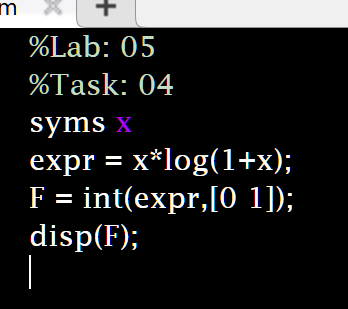 m
+
%Lab: 05
%Task: 04
syms x
expr = x*log(1+x);
F = int(expr,[0 1]);
disp(F);